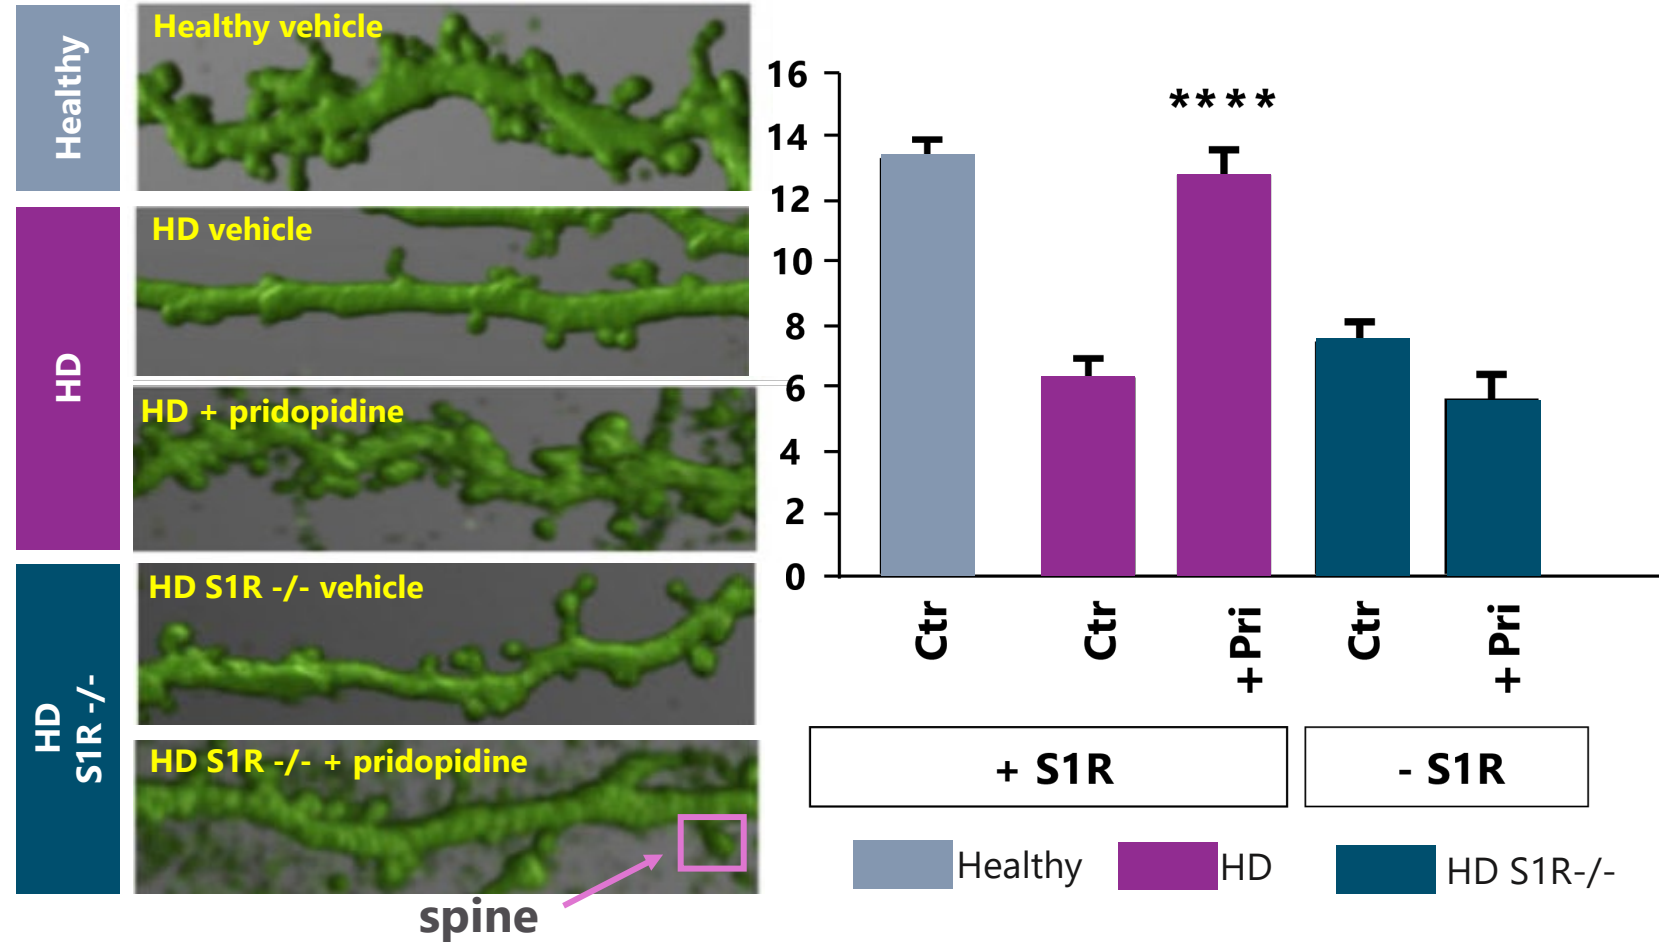 Healthy
Healthy vehicle
HD
HD vehicle
HD + pridopidine
HD
S1R -/-
HD S1R -/- vehicle
HD S1R -/- + pridopidine
spine
16
14
12
10
8
6
4
2
0
****
Ctr
Ctr
+Pri
Ctr
+Pri
+ S1R
- S1R
Healthy
HD
HD S1R-/-